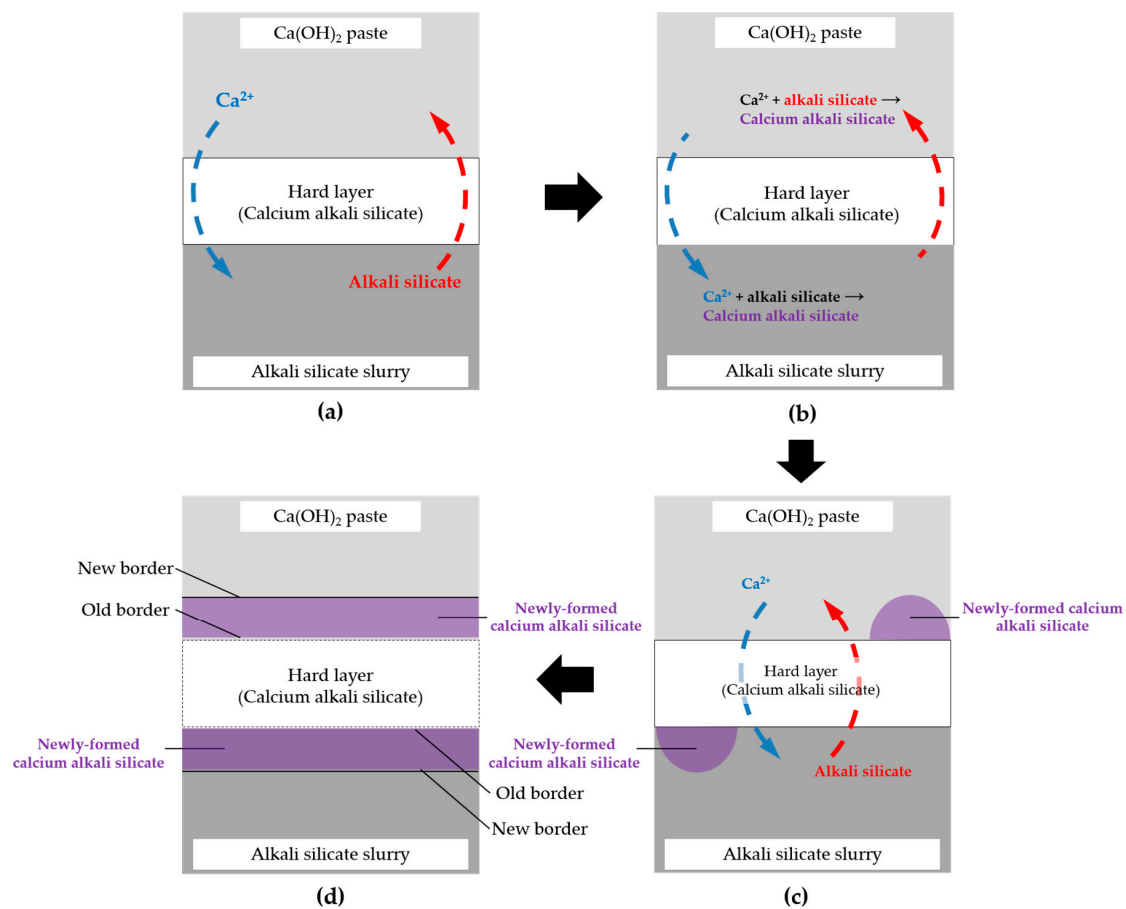 Ca(OH)₂ paste
Ca²⁺
Hard layer
(Calcium alkali silicate)
Alkali silicate
Alkali silicate slurry
(a)
Ca(OH)₂ paste
Ca²⁺ + alkali silicate →
Calcium alkali silicate
Hard layer
(Calcium alkali silicate)
Ca²⁺ + alkali silicate →
Calcium alkali silicate
Alkali silicate slurry
(b)
Ca(OH)₂ paste
New border
Old border
Newly-formed
calcium alkali silicate
Hard layer
(Calcium alkali silicate)
Newly-formed
calcium alkali silicate
Old border
New border
Alkali silicate slurry
(d)
Ca(OH)₂ paste
Ca²⁺
Newly-formed calcium
alkali silicate
Hard layer
(Calcium alkali silicate)
Newly-formed
calcium alkali silicate
Alkali silicate
Alkali silicate slurry
(c)